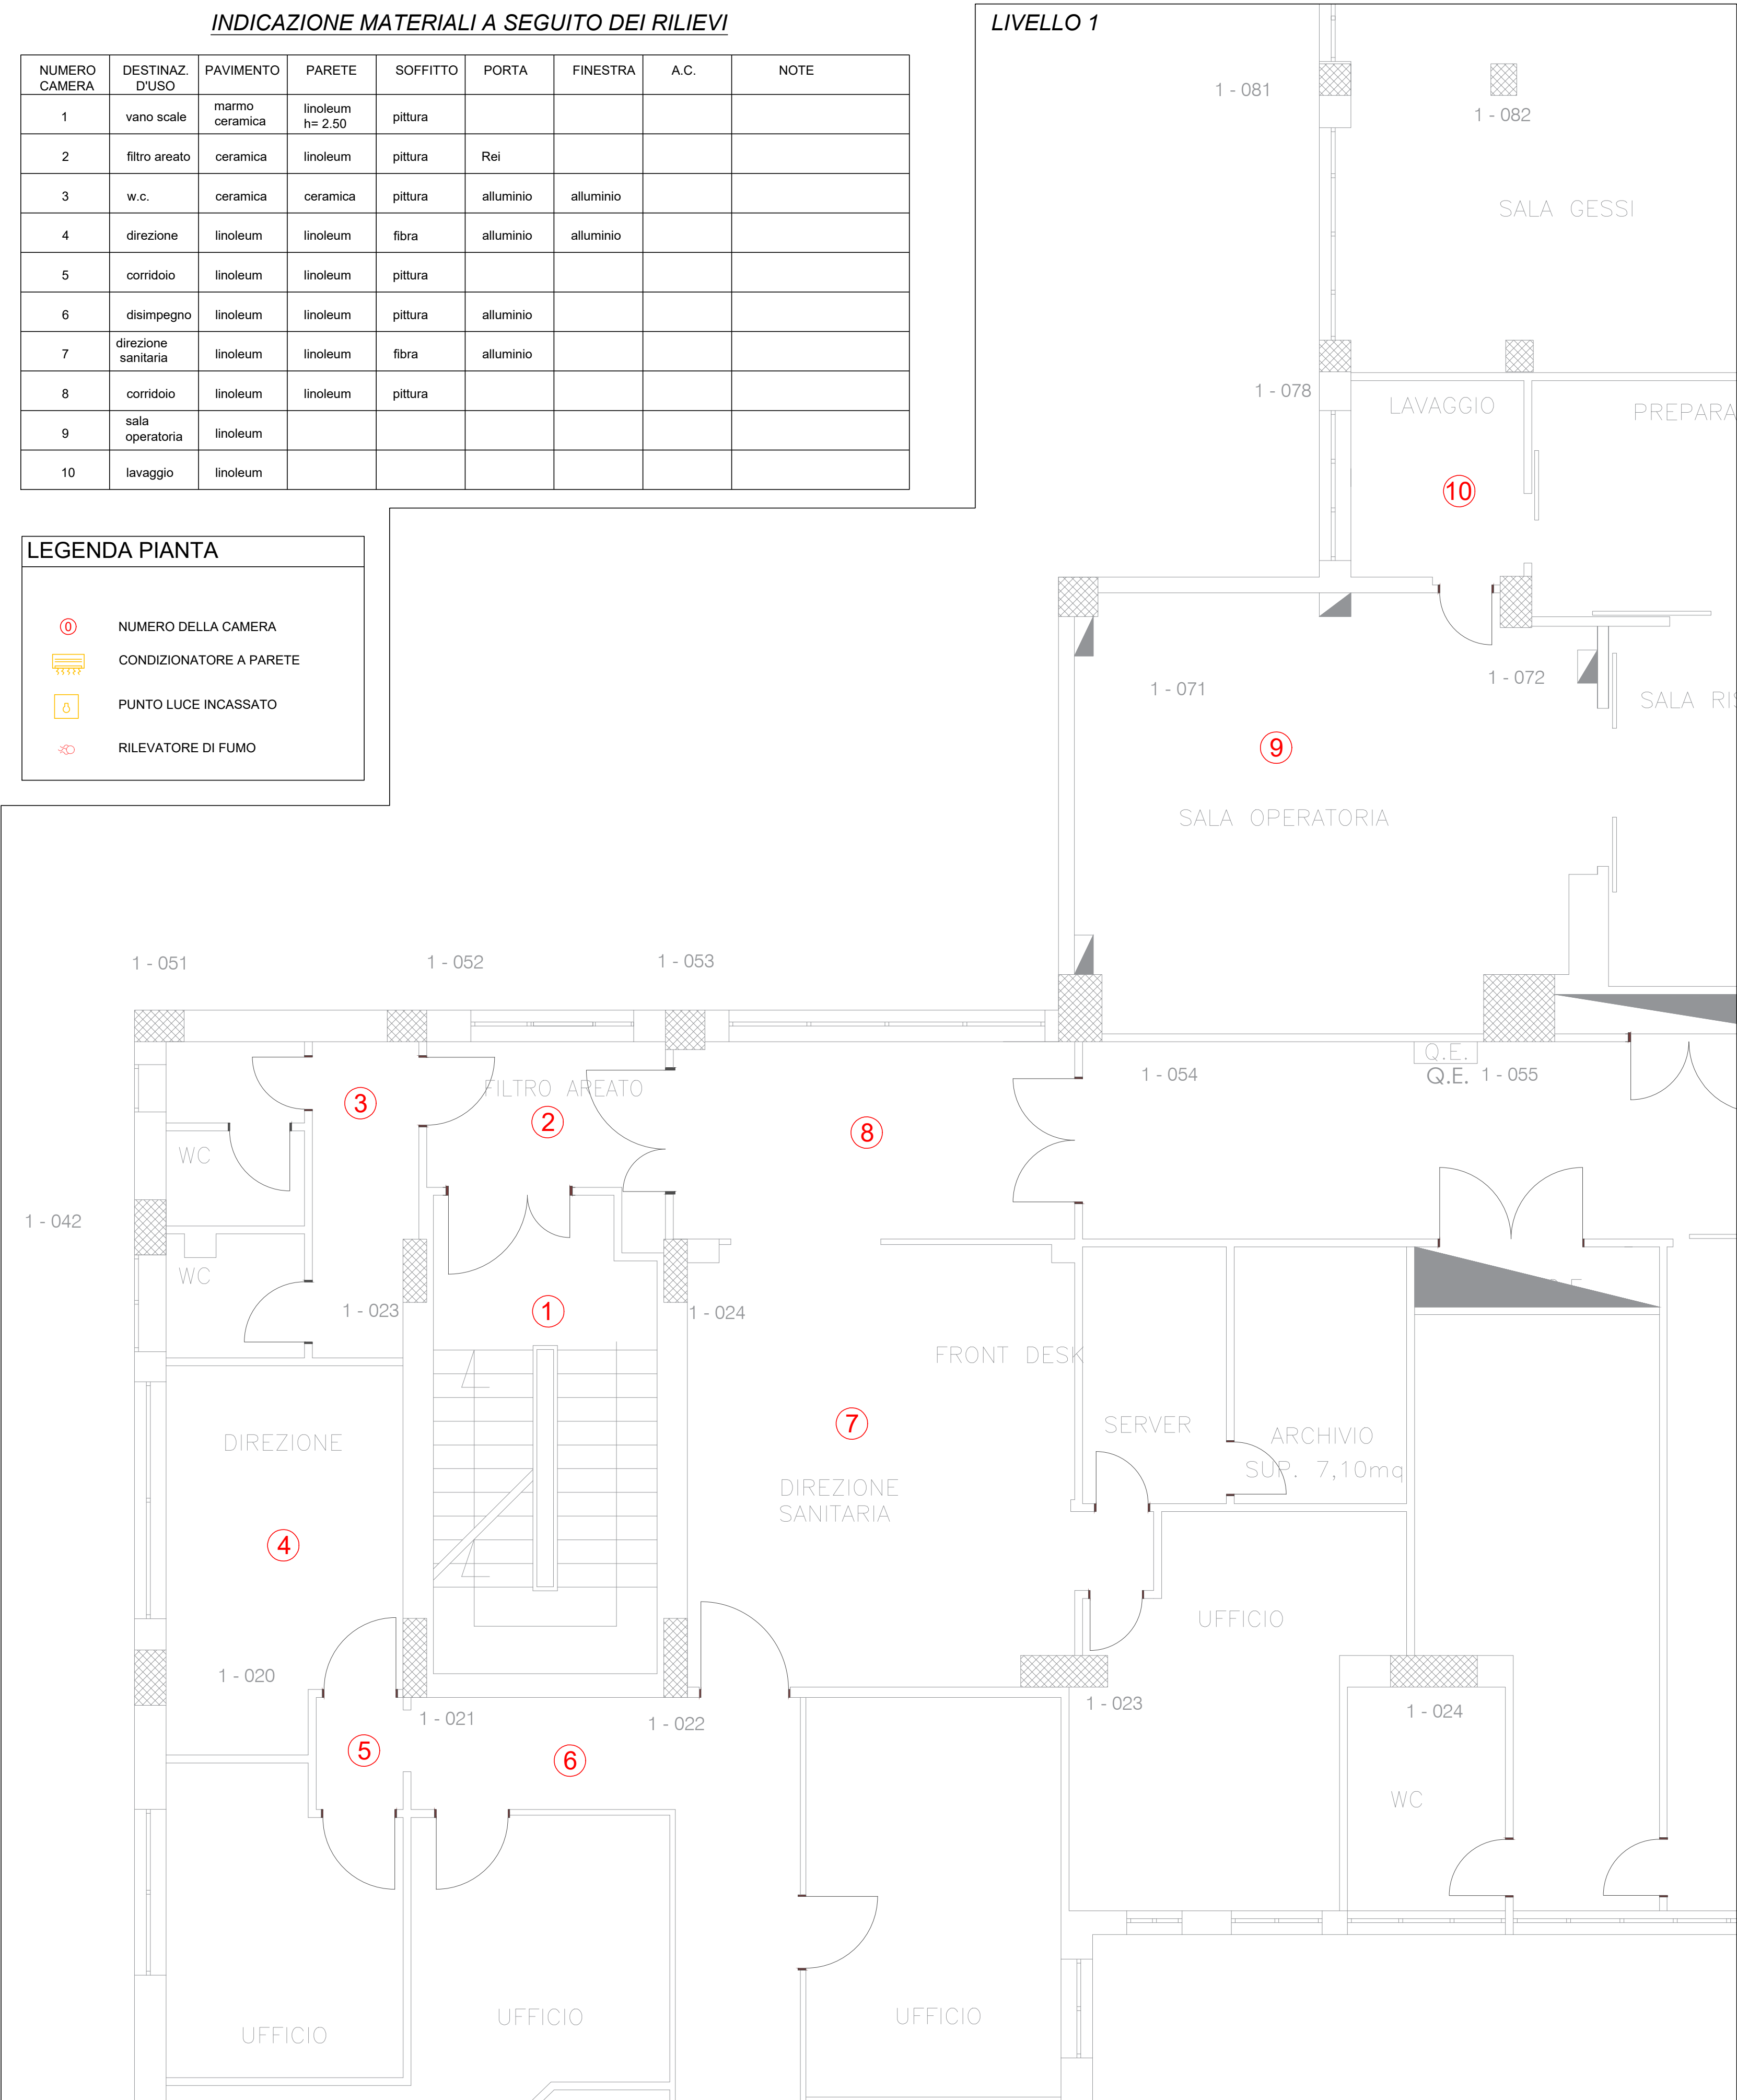 INDICAZIONE MATERIALI A SEGUITO DEI RILIEVI
LIVELLO 1
NUMERO CAMERA DESTINAZ. D'USO PAVIMENTO PARETE SOFFITTO PORTA FINESTRA A.C. NOTE
1 vano scale marmo ceramica linoleum h= 2.50 pittura
2 filtro areato ceramica linoleum pittura Rei
3 w.c. ceramica ceramica pittura alluminio alluminio
4 direzione linoleum linoleum fibra alluminio alluminio
5 corridoio linoleum linoleum pittura
6 disimpegno linoleum linoleum pittura alluminio
7 direzione sanitaria linoleum linoleum fibra alluminio
8 corridoio linoleum linoleum pittura
9 sala operatoria linoleum
10 lavaggio linoleum
LEGENDA PIANTA
0 NUMERO DELLA CAMERA
CONDIZIONATORE A PARETE
PUNTO LUCE INCASSATO
RILEVATORE DI FUMO
1 - 081
1 - 082
SALA GESSI
1 - 078
LAVAGGIO
PREPARA
10
1 - 072
1 - 071
SALA RIS
9
SALA OPERATORIA
1 - 051
1 - 052
1 - 053
Q.E.
Q.E.
1 - 054
1 - 055
FILTRO AREATO
3
2
8
WC
1 - 042
WC
1 - 023
1
1 - 024
FRONT DESK
7
SERVER
ARCHIVIO
SUP. 7,10mq
DIREZIONE
DIREZIONE
SANITARIA
4
UFFICIO
1 - 020
1 - 021
1 - 022
1 - 023
1 - 024
5
6
WC
UFFICIO
UFFICIO
UFFICIO